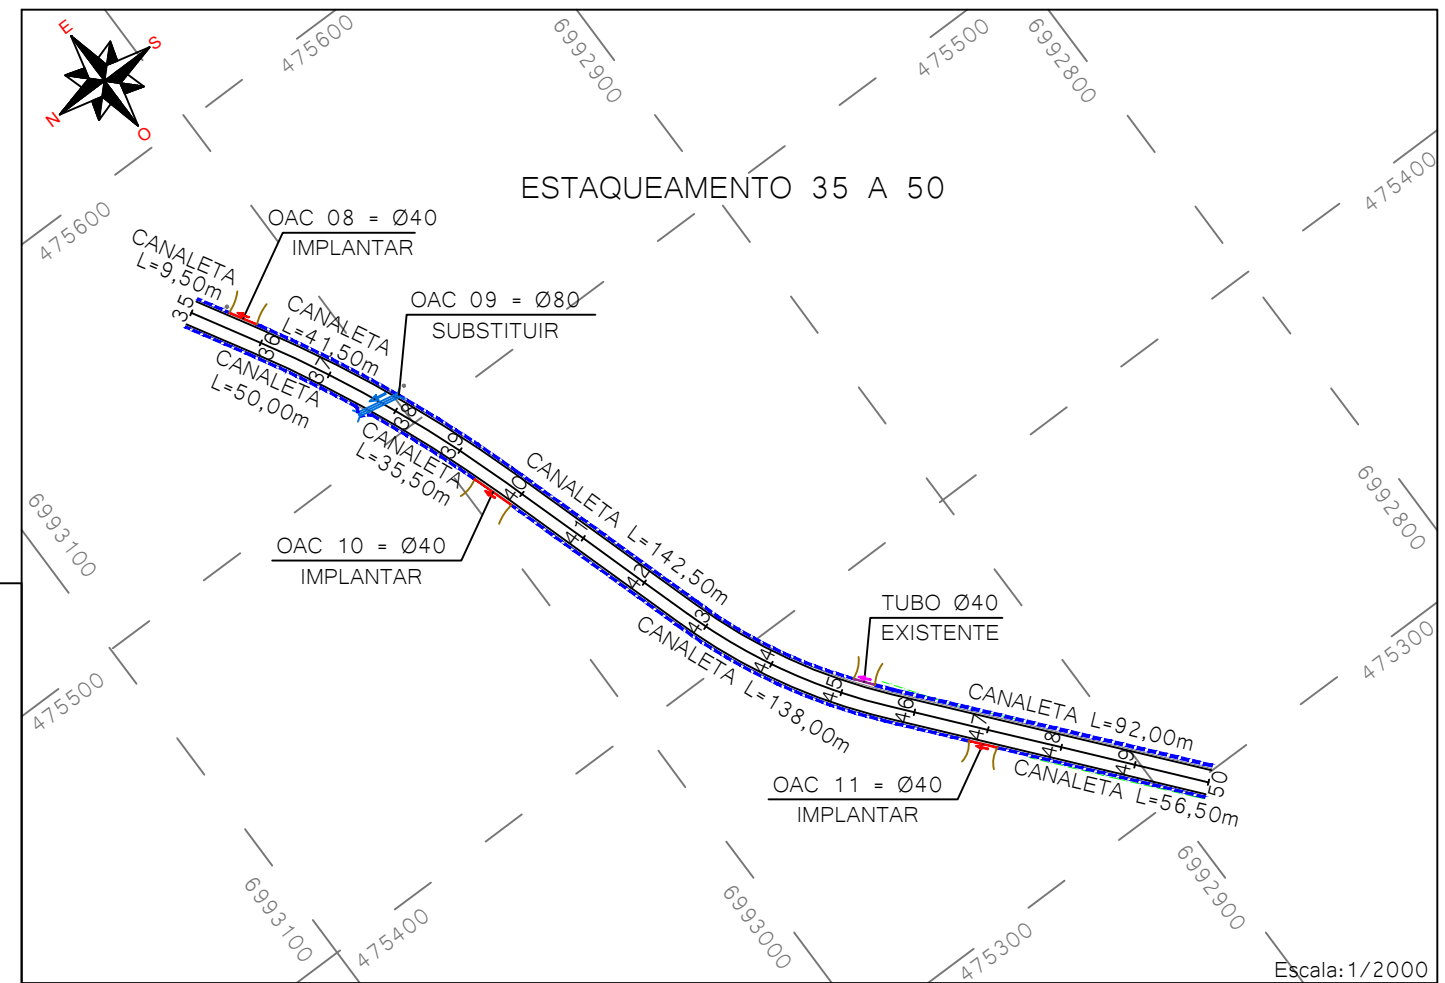 E
S
N
O
475600
6992900
475500
6992800
475400
475600
ESTAQUEAMENTO 35 A 50
OAC 08 = Ø40
IMPLANTAR
CANALETA
L=9,50m
CANALETA
L=41,50m
OAC 09 = Ø80
SUBSTITUIR
35
36
37
38
39
40
41
42
43
44
45
46
47
48
49
50
CANALETA
L=50,00m
CANALETA
L=35,50m
CANALETA L=142,50m
6992800
6993100
OAC 10 = Ø40
IMPLANTAR
TUBO Ø40
EXISTENTE
475300
CANALETA L=138,00m
475500
CANALETA L=92,00m
OAC 11 = Ø40
IMPLANTAR
CANALETA L=56,50m
6992900
6993100
475400
6993000
475300
Escala:1/2000